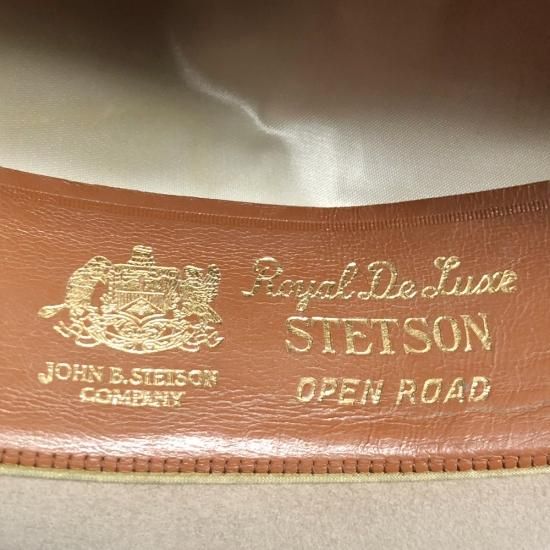 JOHN B. STETSON
COMPANY
Royal De Luxe
STETSON
OPEN ROAD